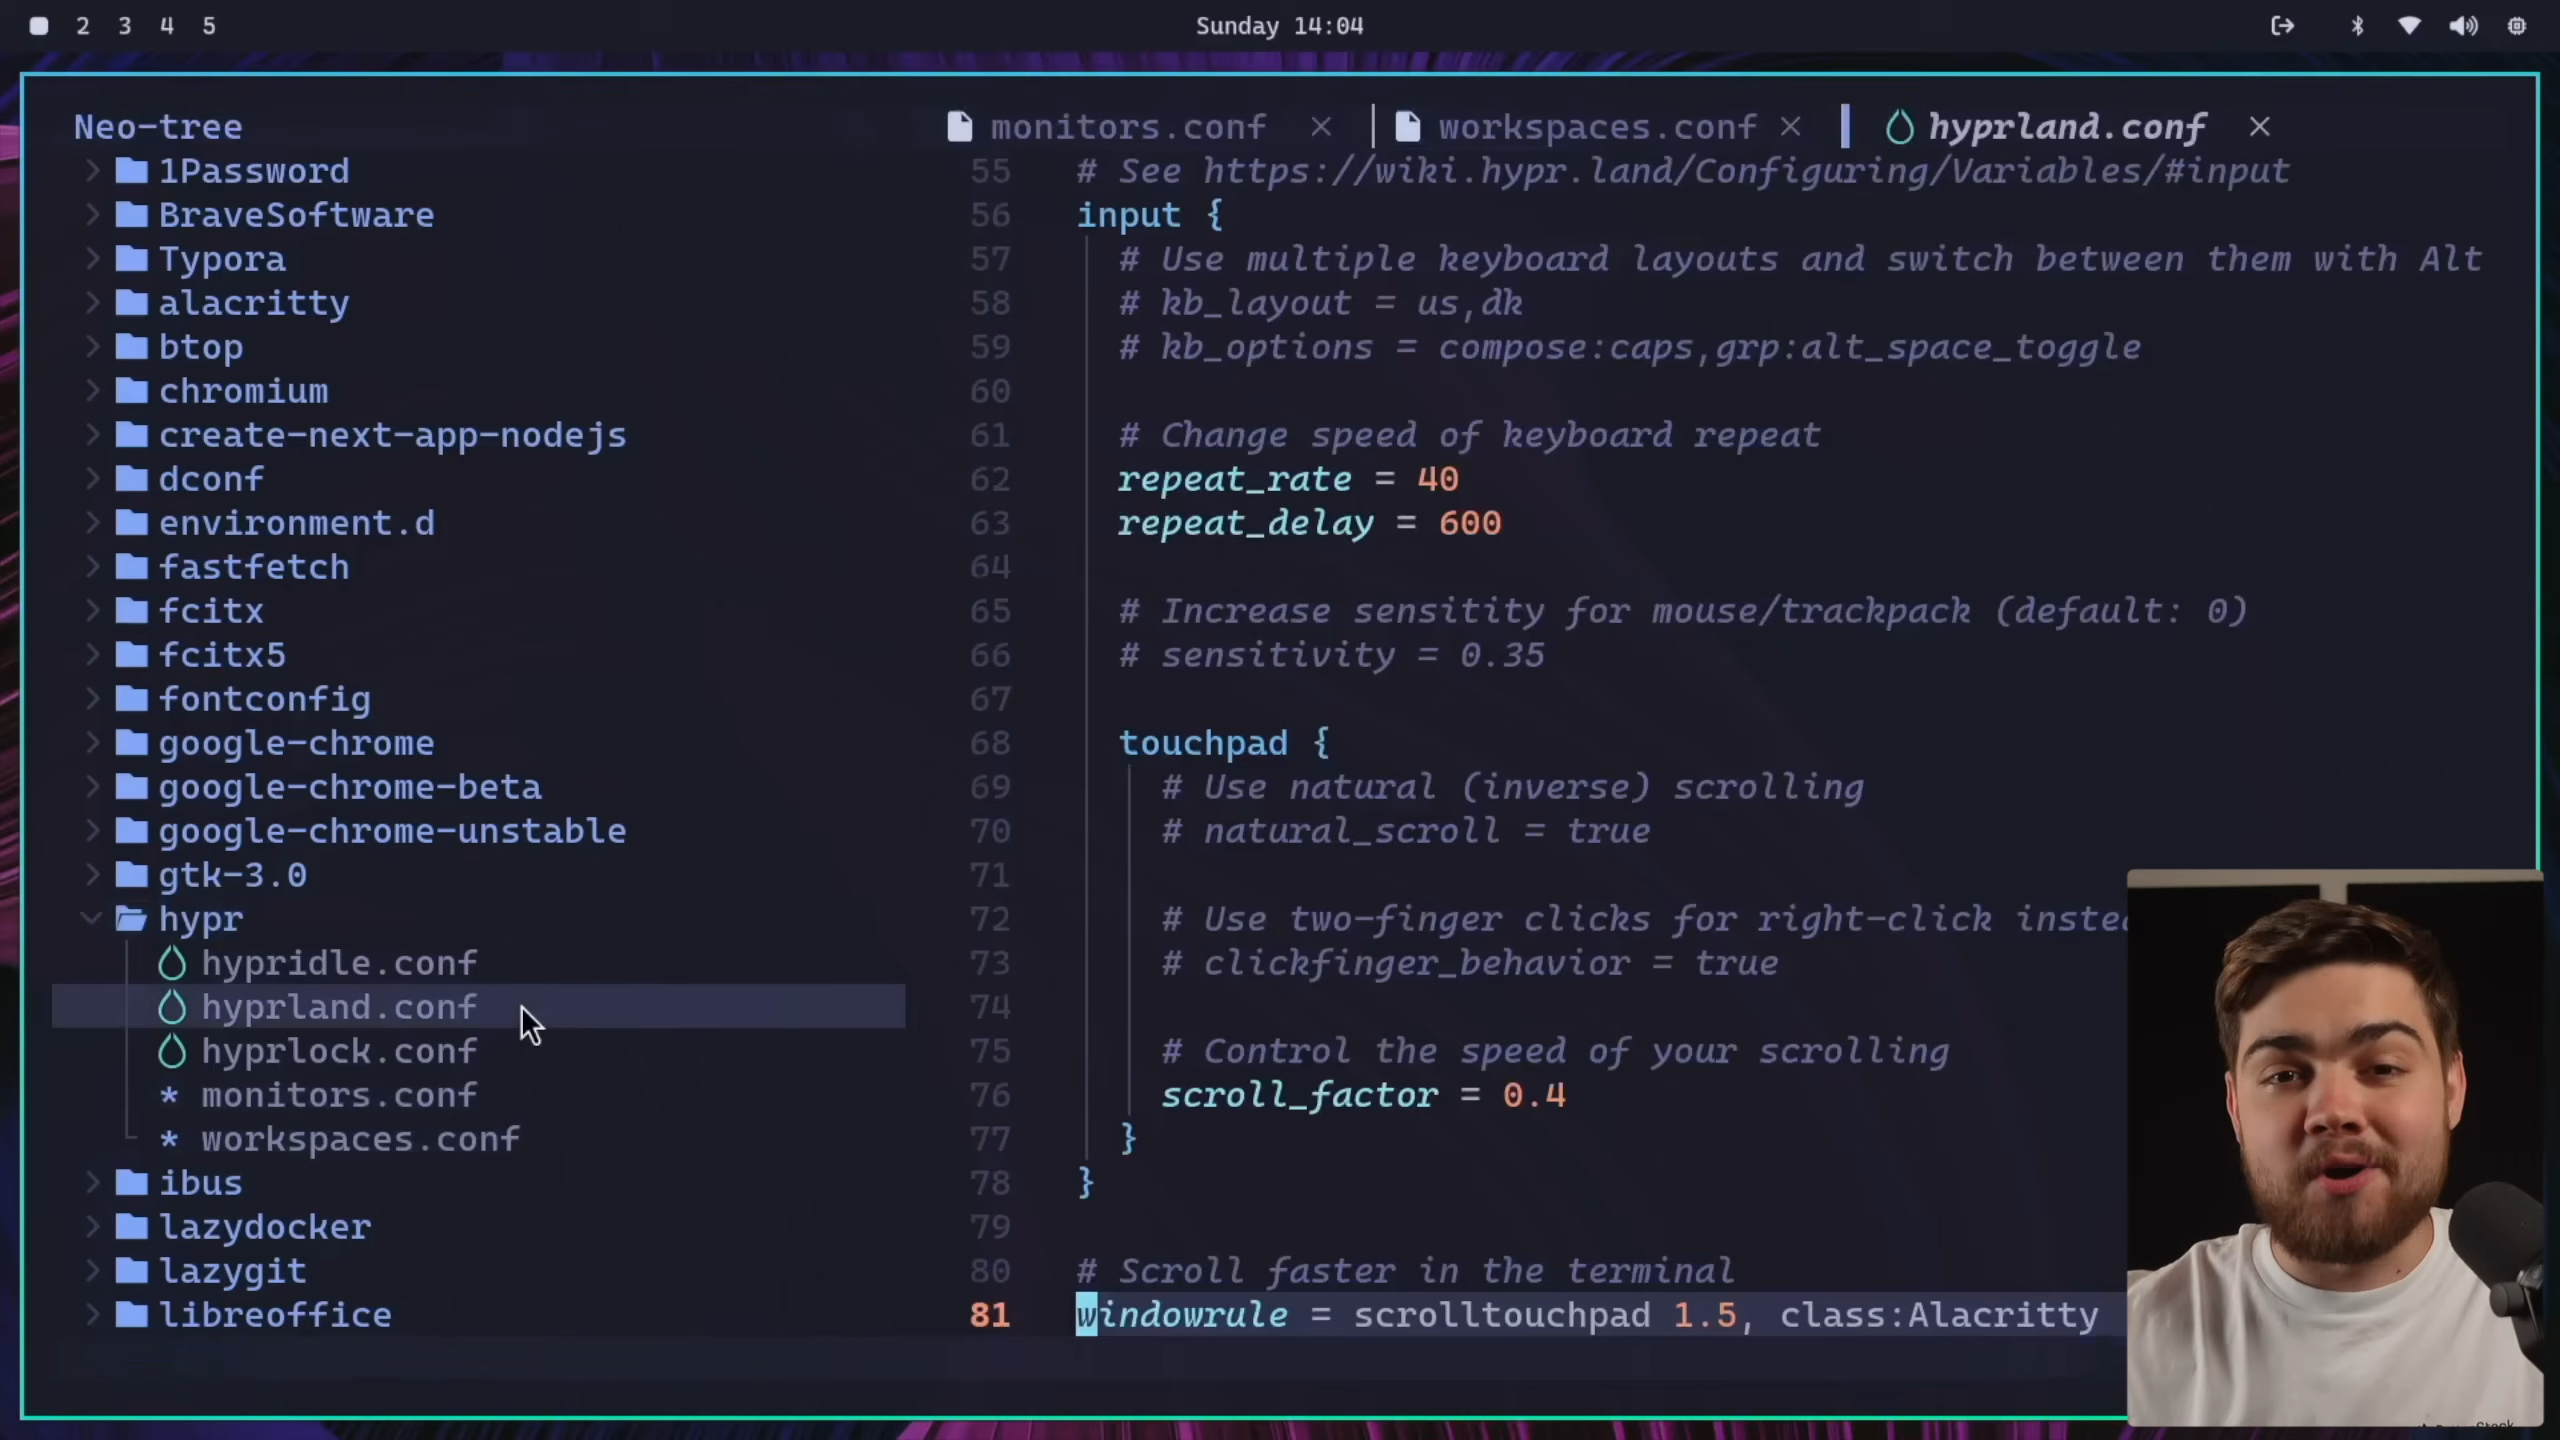 2 3 4 5 Sunday 14:04
Neo-tree
1Password
BraveSoftware
Typora
alacritty
btop
chromium
create-next-app-nodejs
dconf
environment.d
fastfetch
fcitx
fcitx5
fontconfig
google-chrome
google-chrome-beta
google-chrome-unstable
gtk-3.0
hypr
hypridle.conf
hyprland.conf
hyprlock.conf
* monitors.conf
* workspaces.conf
ibus
lazydocker
lazygit
libreoffice
monitors.conf × workspaces.conf × hyprland.conf ×
55 # See https://wiki.hypr.land/Configuring/Variables/#input
56 input {
57 # Use multiple keyboard layouts and switch between them with Alt
58 # kb_layout = us,dk
59 # kb_options = compose:caps,grp:alt_space_toggle
60
61 # Change speed of keyboard repeat
62 repeat_rate = 40
63 repeat_delay = 600
64
65 # Increase sensitity for mouse/trackpack (default: 0)
66 # sensitivity = 0.35
67
68 touchpad {
69 # Use natural (inverse) scrolling
70 # natural_scroll = true
71
72 # Use two-finger clicks for right-click
73 # clickfinger_behavior = true
74
75 # Control the speed of your scrolling
76 scroll_factor = 0.4
77 }
78 }
79
80 # Scroll faster in the terminal
81 windowrule = scrolltouchpad 1.5, class:Alacritty